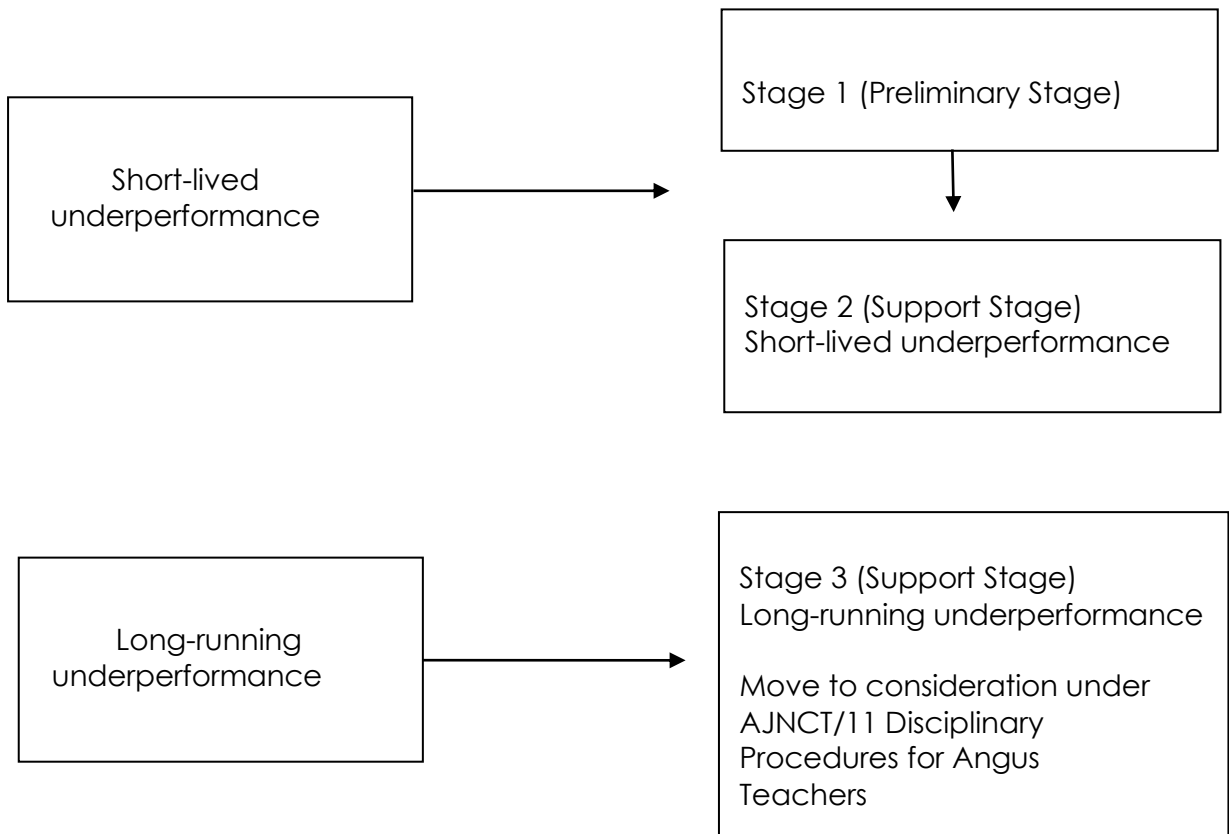 Stage 1 (Preliminary Stage)
Short-lived
underperformance
Stage 2 (Support Stage)
Short-lived underperformance
Long-running
underperformance
Stage 3 (Support Stage)
Long-running underperformance
Move to consideration under
AJNCT/11 Disciplinary
Procedures for Angus
Teachers